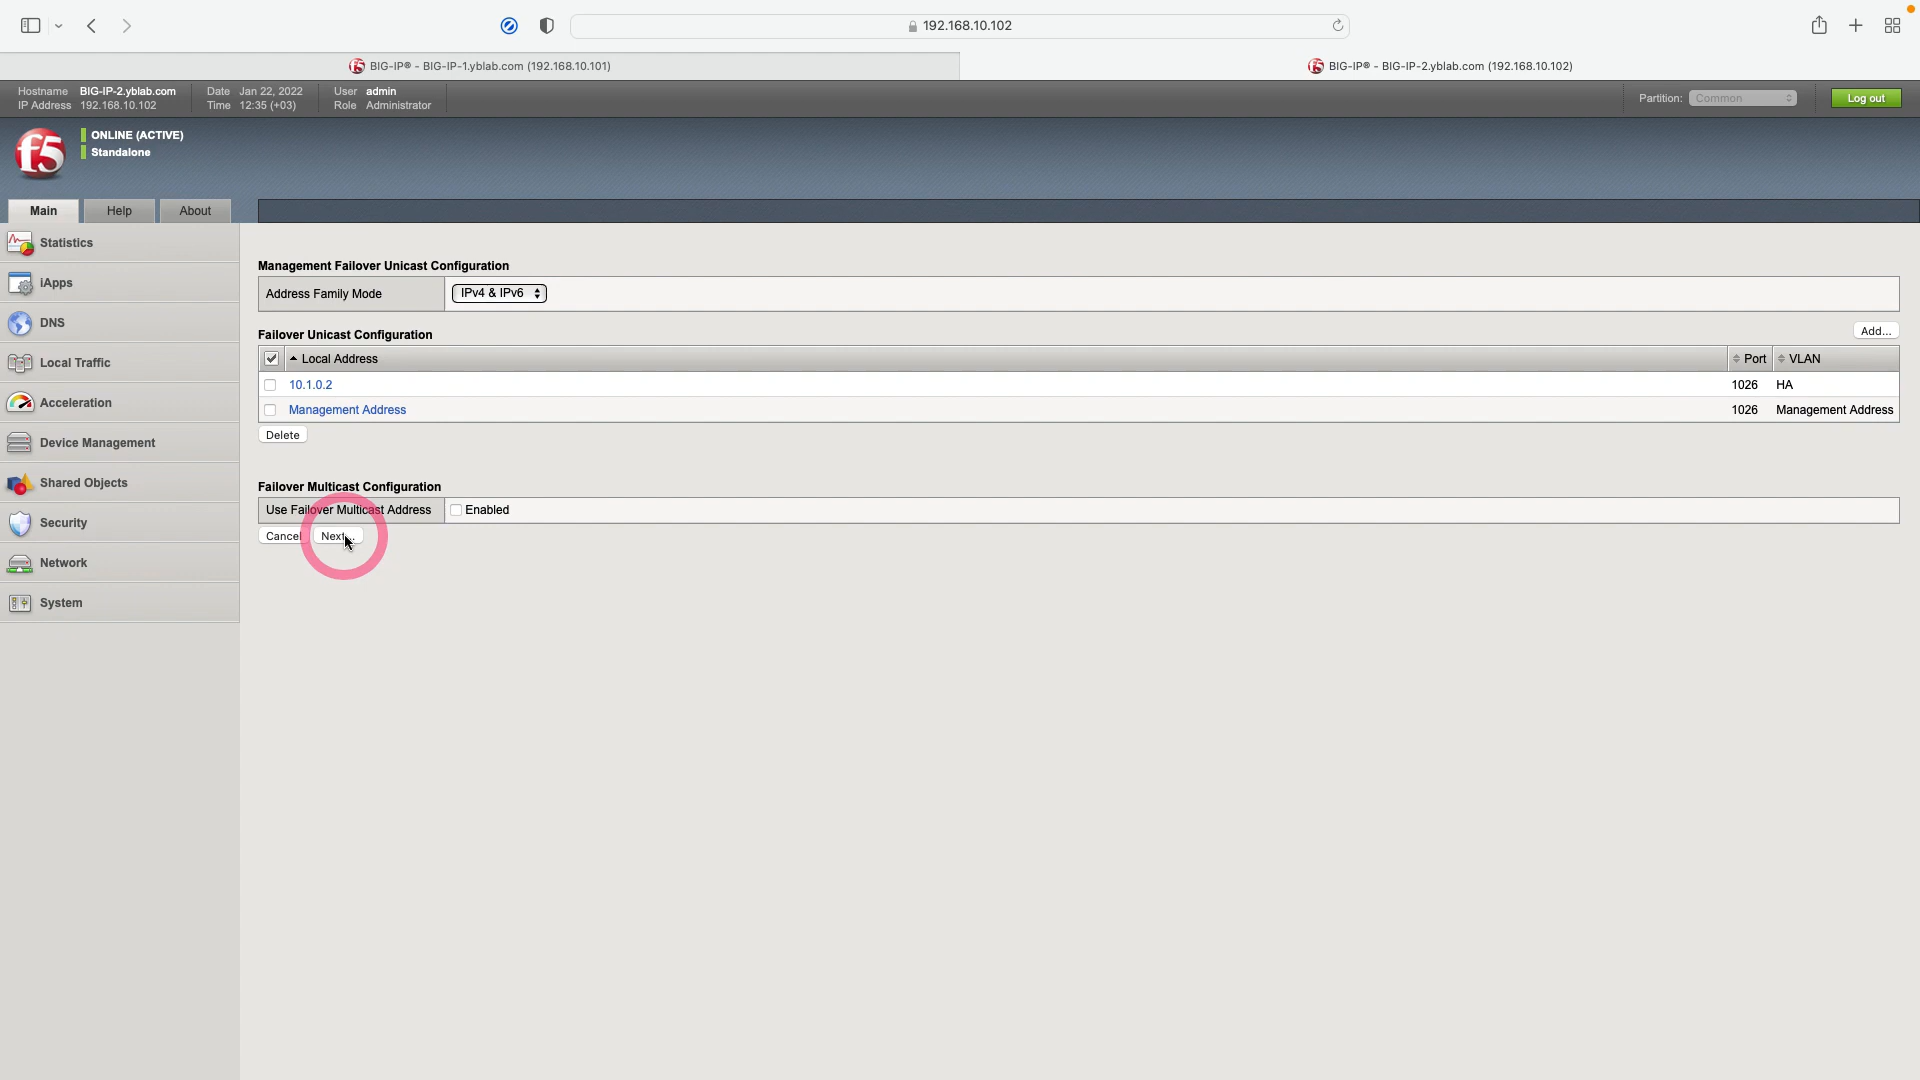 192.168.10.102
BIG-IP® - BIG-IP-1.yblab.com (192.168.10.101)
BIG-IP® - BIG-IP-2.yblab.com (192.168.10.102)
Hostname BIG-IP-2.yblab.com Date Jan 22, 2022 User admin
IP Address 192.168.10.102 Time 12:35 (+03) Role Administrator
Partition: Common Log out
f5
ONLINE (ACTIVE)
Standalone
Main Help About
Statistics
iApps
DNS
Local Traffic
Acceleration
Device Management
Shared Objects
Security
Network
System
Management Failover Unicast Configuration
Address Family Mode IPv4 & IPv6
Failover Unicast Configuration Add...
Local Address Port VLAN
10.1.0.2 1026 HA
Management Address 1026 Management Address
Delete
Failover Multicast Configuration
Use Failover Multicast Address Enabled
Cancel Next...